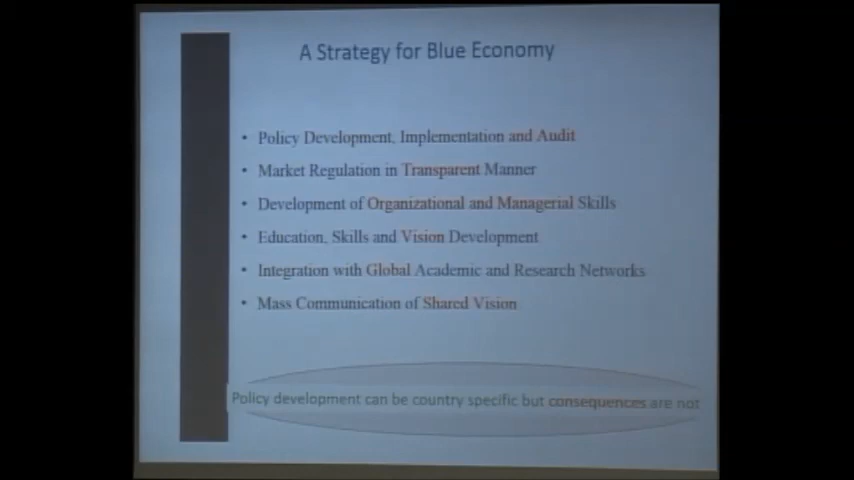 A Strategy for Blue Economy
• Policy Development, Implementation and Audit
• Market Regulation in Transparent Manner
• Development of Organizational and Managerial Skills
• Education, Skills and Vision Development
• Integration with Global Academic and Research Networks
• Mass Communication of Shared Vision
Policy development can be country specific but consequences are not